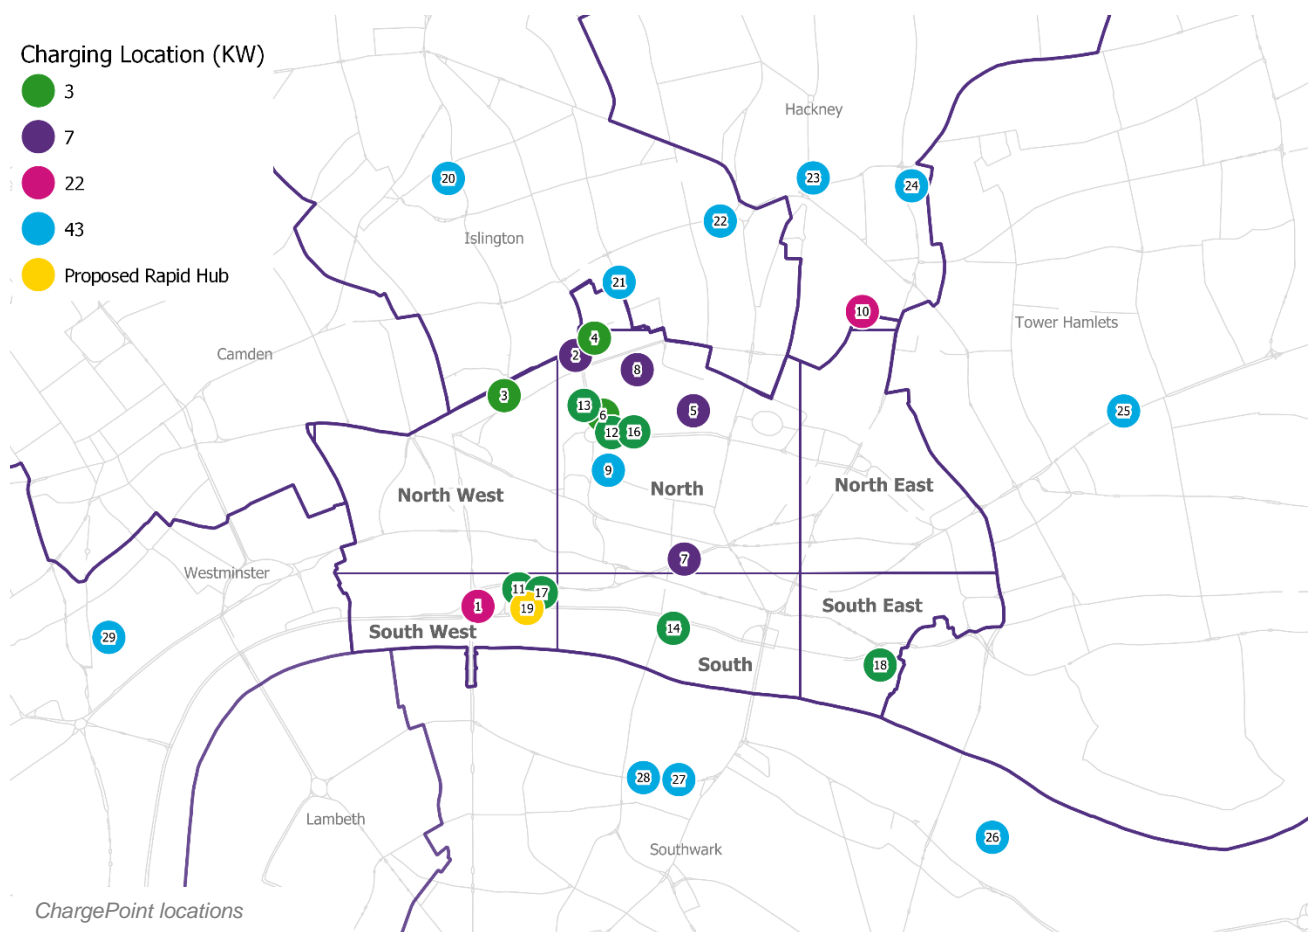 Charging Location (KW)
3
7
22
43
Proposed Rapid Hub
Hackney
20
23
24
22
Islington
21
10
Tower Hamlets
4
2
Camden
8
3
13
6
5
25
12
16
9
North West
North
North East
7
Westminster
11
17
1
19
South East
14
South West
29
18
South
28
27
Lambeth
26
Southwark
ChargePoint locations